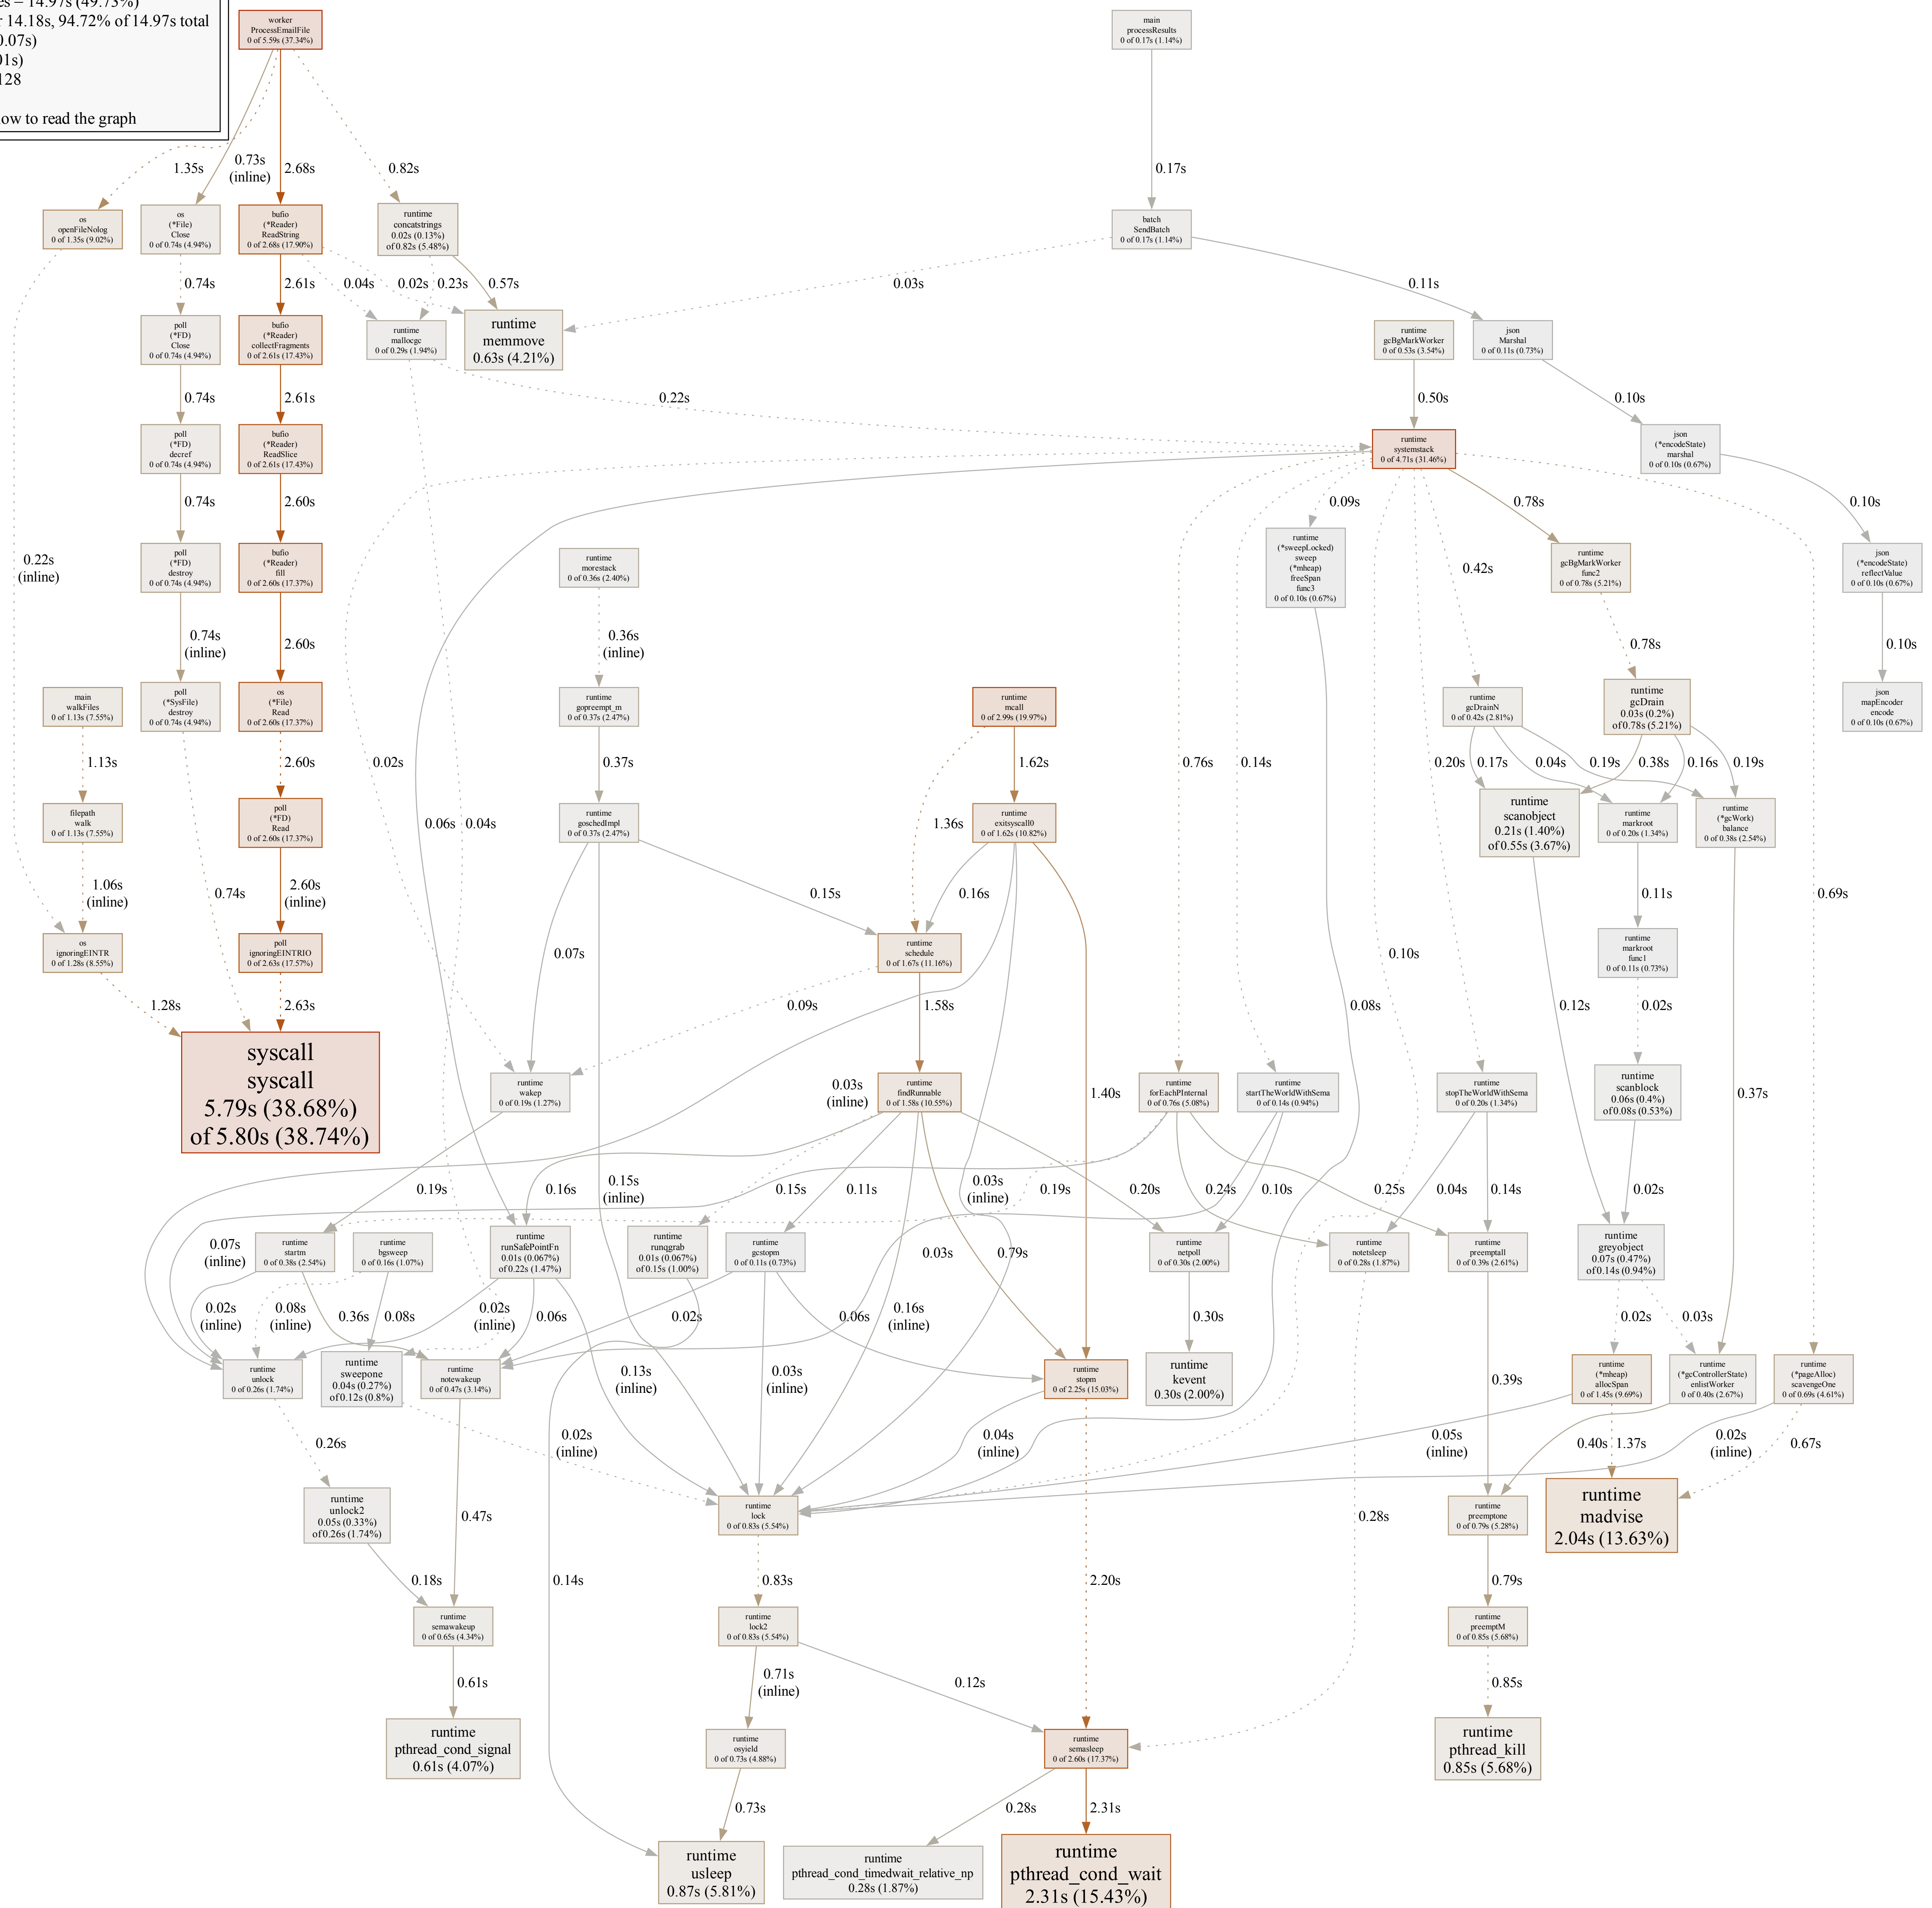 es = 14.97s (49.73%)
r 14.18s, 94.72% of 14.97s total
0.07s)
01s)
128
ow to read the graph
worker
ProcessEmailFile
0 of 5.59s (37.34%)
main
processResults
0 of 0.17s (1.14%)
1.35s
0.73s
(inline)
2.68s
0.82s
0.17s
os
openFileNolog
0 of 1.35s (9.02%)
os
(*File)
Close
0 of 0.74s (4.94%)
bufio
(*Reader)
ReadString
0 of 2.68s (17.90%)
runtime
concatstrings
0.02s (0.13%)
of 0.82s (5.48%)
batch
SendBatch
0 of 0.17s (1.14%)
0.74s
2.61s
0.04s
0.02s
0.23s
0.57s
0.03s
0.11s
poll
(*FD)
Close
0 of 0.74s (4.94%)
bufio
(*Reader)
collectFragments
0 of 2.61s (17.43%)
runtime
mallocgc
0 of 0.29s (1.94%)
runtime
memmove
0.63s (4.21%)
runtime
gcBgMarkWorker
0 of 0.53s (3.54%)
json
Marshal
0 of 0.11s (0.73%)
0.74s
2.61s
0.22s
0.50s
0.10s
poll
(*FD)
decref
0 of 0.74s (4.94%)
bufio
(*Reader)
ReadSlice
0 of 2.61s (17.43%)
runtime
systemstack
0 of 4.71s (31.46%)
json
(*encodeState)
marshal
0 of 0.10s (0.67%)
0.74s
2.60s
0.09s
0.78s
0.10s
poll
(*FD)
destroy
0 of 0.74s (4.94%)
bufio
(*Reader)
fill
0 of 2.60s (17.37%)
runtime
morestack
0 of 0.36s (2.40%)
runtime
(*sweepLocked)
sweep
(*mheap)
freeSpan
func3
0 of 0.10s (0.67%)
0.42s
runtime
gcBgMarkWorker
func2
0 of 0.78s (5.21%)
json
(*encodeState)
reflectValue
0 of 0.10s (0.67%)
0.22s
(inline)
0.74s
(inline)
2.60s
0.36s
(inline)
0.78s
0.10s
main
walkFiles
0 of 1.13s (7.55%)
poll
(*SysFile)
destroy
0 of 0.74s (4.94%)
os
(*File)
Read
0 of 2.60s (17.37%)
runtime
gopreempt_m
0 of 0.37s (2.47%)
runtime
mcall
0 of 2.99s (19.97%)
runtime
gcDrainN
0 of 0.42s (2.81%)
runtime
gcDrain
0.03s (0.2%)
of 0.78s (5.21%)
json
mapEncoder
encode
0 of 0.10s (0.67%)
1.13s
2.60s
0.02s
0.37s
1.62s
0.76s
0.14s
0.20s
0.17s
0.04s
0.19s
0.38s
0.16s
0.19s
filepath
walk
0 of 1.13s (7.55%)
poll
(*FD)
Read
0 of 2.60s (17.37%)
0.06s
0.04s
runtime
goschedImpl
0 of 0.37s (2.47%)
1.36s
runtime
exitsyscall0
0 of 1.62s (10.82%)
runtime
scanobject
0.21s (1.40%)
of 0.55s (3.67%)
runtime
markroot
0 of 0.20s (1.34%)
runtime
(*gcWork)
balance
0 of 0.38s (2.54%)
1.06s
(inline)
0.74s
2.60s
(inline)
0.15s
0.16s
0.11s
0.69s
os
ignoringEINTR
0 of 1.28s (8.55%)
poll
ignoringEINTRIO
0 of 2.63s (17.57%)
0.07s
runtime
schedule
0 of 1.67s (11.16%)
0.10s
runtime
markroot
func1
0 of 0.11s (0.73%)
1.28s
2.63s
0.09s
1.58s
0.08s
0.12s
0.02s
syscall
syscall
5.79s (38.68%)
of 5.80s (38.74%)
runtime
wakep
0 of 0.19s (1.27%)
0.03s
(inline)
runtime
findRunnable
0 of 1.58s (10.55%)
1.40s
runtime
forEachPInternal
0 of 0.76s (5.08%)
runtime
startTheWorldWithSema
0 of 0.14s (0.94%)
runtime
stopTheWorldWithSema
0 of 0.20s (1.34%)
runtime
scanblock
0.06s (0.4%)
of 0.08s (0.53%)
0.37s
0.19s
0.16s
0.15s
(inline)
0.15s
0.11s
0.03s
(inline)
0.19s
0.20s
0.24s
0.10s
0.25s
0.04s
0.14s
0.02s
0.07s
(inline)
runtime
startm
0 of 0.38s (2.54%)
runtime
bgsweep
0 of 0.16s (1.07%)
runtime
runSafePointFn
0.01s (0.067%)
of 0.22s (1.47%)
runtime
runqgrab
0.01s (0.067%)
of 0.15s (1.00%)
runtime
gcstopm
0 of 0.11s (0.73%)
0.03s
0.79s
runtime
netpoll
0 of 0.30s (2.00%)
runtime
notetsleep
0 of 0.28s (1.87%)
runtime
preemptall
0 of 0.39s (2.61%)
runtime
greyobject
0.07s (0.47%)
of 0.14s (0.94%)
0.02s
(inline)
0.08s
(inline)
0.36s
0.08s
0.02s
(inline)
0.06s
0.02s
0.06s
0.16s
(inline)
0.30s
0.02s
0.03s
runtime
unlock
0 of 0.26s (1.74%)
runtime
sweepone
0.04s (0.27%)
of 0.12s (0.8%)
runtime
notewakeup
0 of 0.47s (3.14%)
0.13s
(inline)
0.03s
(inline)
runtime
stopm
0 of 2.25s (15.03%)
runtime
kevent
0.30s (2.00%)
0.39s
runtime
(*mheap)
allocSpan
0 of 1.45s (9.69%)
runtime
(*gcControllerState)
enlistWorker
0 of 0.40s (2.67%)
runtime
(*pageAlloc)
scavengeOne
0 of 0.69s (4.61%)
0.26s
0.02s
(inline)
0.04s
(inline)
0.05s
(inline)
0.40s
1.37s
0.02s
(inline)
0.67s
runtime
unlock2
0.05s (0.33%)
of 0.26s (1.74%)
0.47s
runtime
lock
0 of 0.83s (5.54%)
0.28s
runtime
preemptone
0 of 0.79s (5.28%)
runtime
madvise
2.04s (13.63%)
0.18s
0.14s
0.83s
2.20s
0.79s
runtime
semawakeup
0 of 0.65s (4.34%)
runtime
lock2
0 of 0.83s (5.54%)
runtime
preemptM
0 of 0.85s (5.68%)
0.61s
0.71s
(inline)
0.12s
0.85s
runtime
pthread_cond_signal
0.61s (4.07%)
runtime
osyield
0 of 0.73s (4.88%)
runtime
semasleep
0 of 2.60s (17.37%)
runtime
pthread_kill
0.85s (5.68%)
0.73s
0.28s
2.31s
runtime
usleep
0.87s (5.81%)
runtime
pthread_cond_timedwait_relative_np
0.28s (1.87%)
runtime
pthread_cond_wait
2.31s (15.43%)